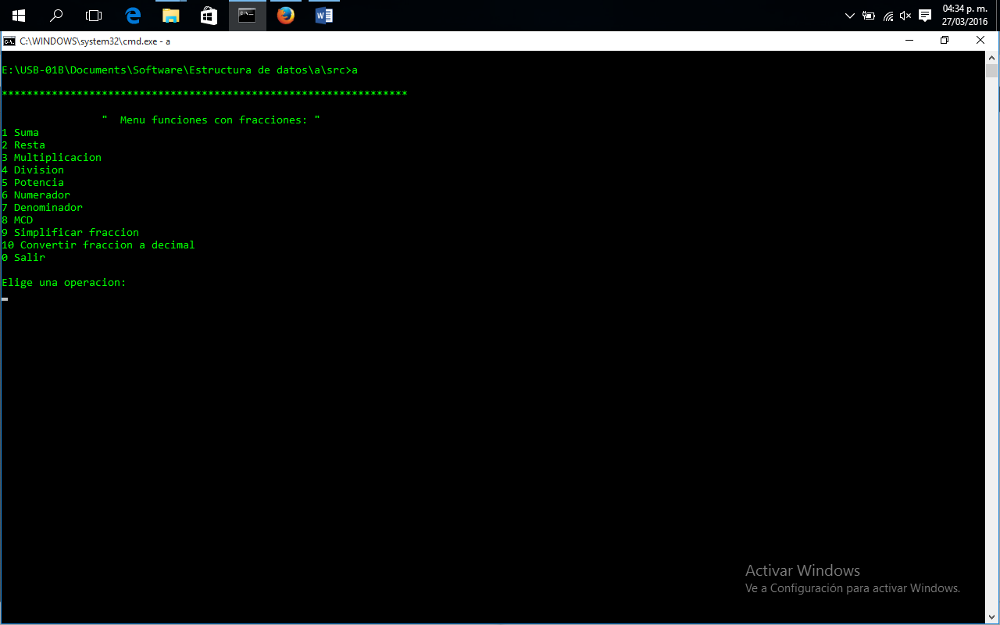 04:34 p. m.
27/03/2016
C:\WINDOWS\system32\cmd.exe - a
E:\USB-01B\Documents\Software\Estructura de datos\a\src>a
*****************************************************************
"  Menu funciones con fracciones: "
1 Suma
2 Resta
3 Multiplicacion
4 Division
5 Potencia
6 Numerador
7 Denominador
8 MCD
9 Simplificar fraccion
10 Convertir fraccion a decimal
0 Salir
Elige una operacion:
Activar Windows
Ve a Configuración para activar Windows.